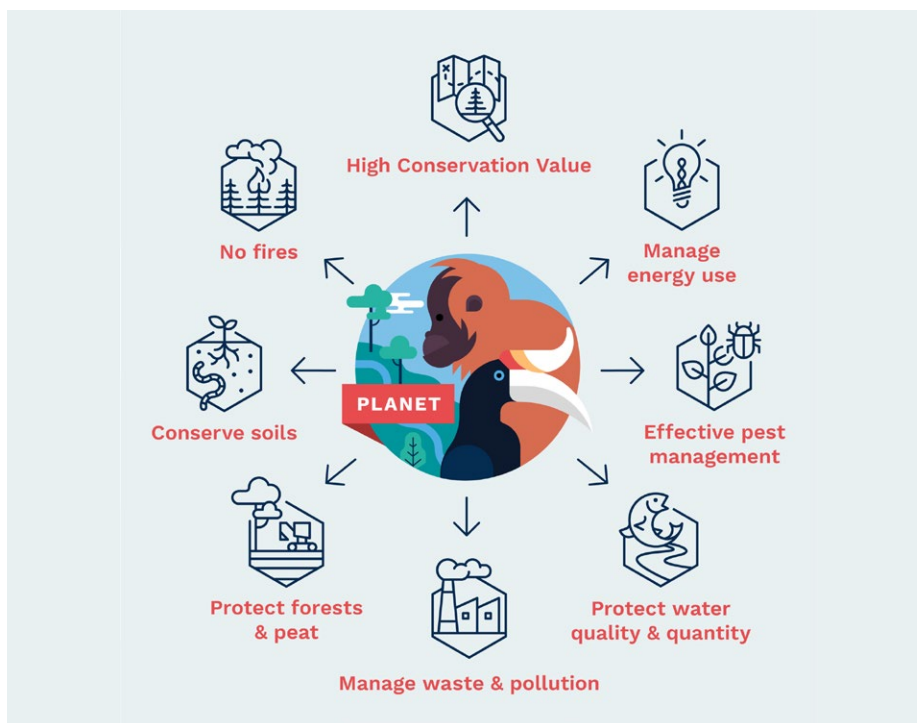 High Conservation Value
No fires
Manage
energy use
Conserve soils
PLANET
Effective pest
management
Protect forests
& peat
Protect water
quality & quantity
Manage waste & pollution